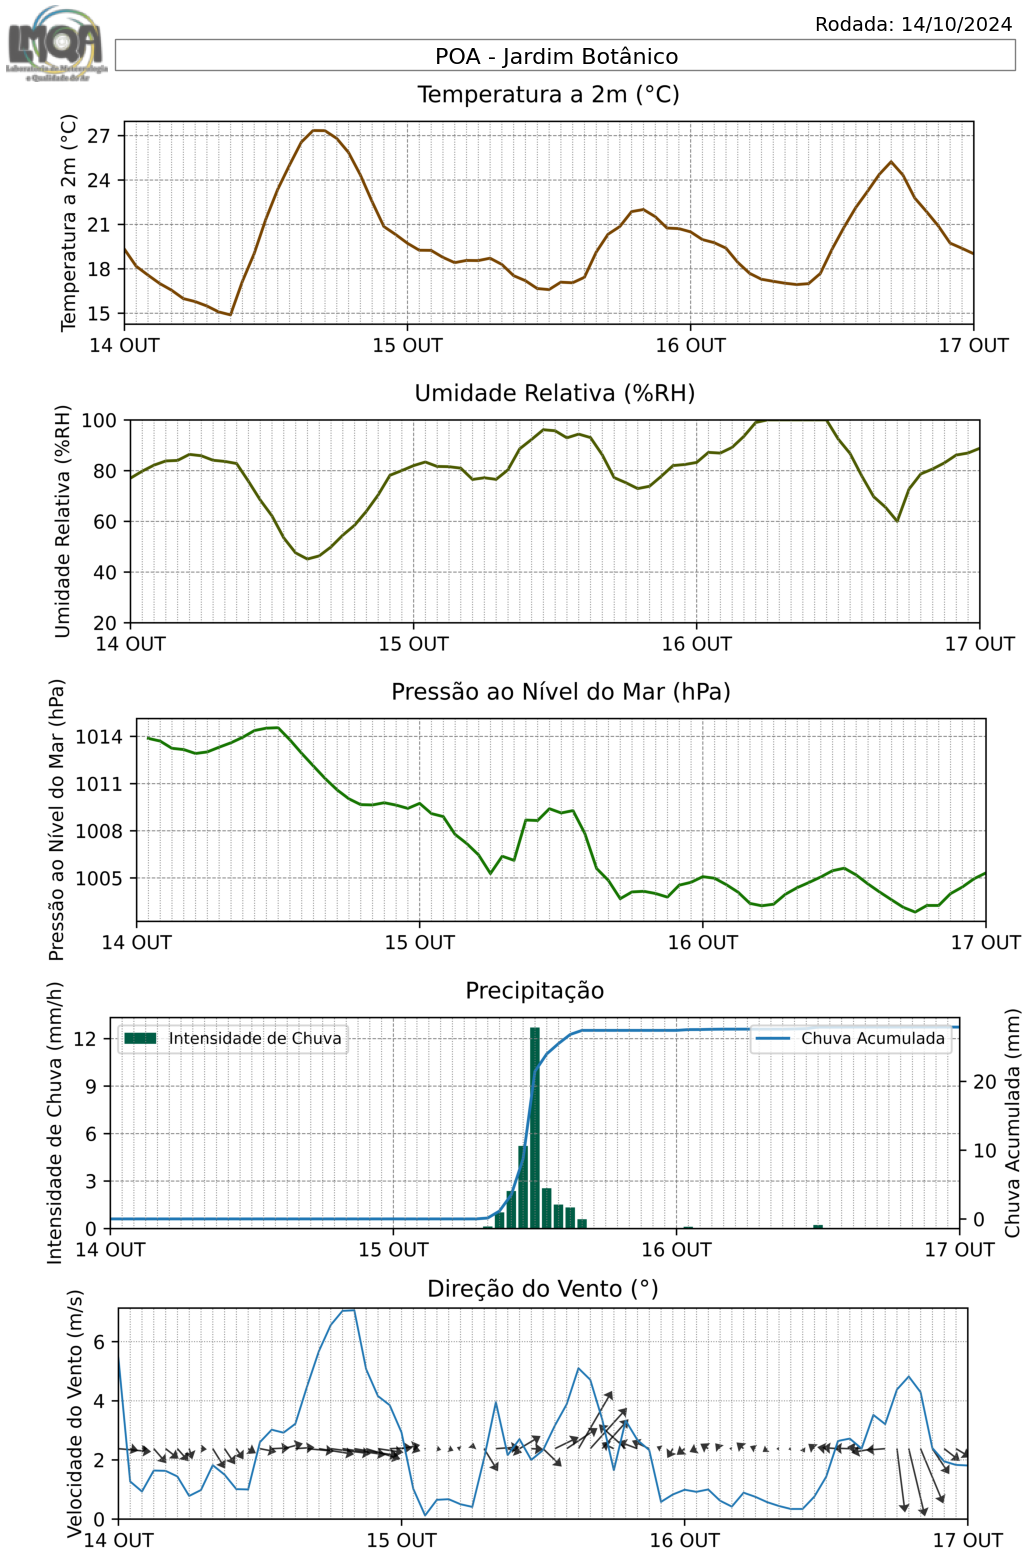 LMQA
Laboratório de Meteorologia
e Qualidade do Ar
Rodada: 14/10/2024
POA - Jardim Botânico
Temperatura a 2m (°C)
Temperatura a 2m (°C)
27
24
21
18
15
14 OUT 15 OUT 16 OUT 17 OUT
Umidade Relativa (%RH)
Umidade Relativa (%RH)
100
80
60
40
20
14 OUT 15 OUT 16 OUT 17 OUT
Pressão ao Nível do Mar (hPa)
Pressão ao Nível do Mar (hPa)
1014
1011
1008
1005
14 OUT 15 OUT 16 OUT 17 OUT
Precipitação
Intensidade de Chuva (mm/h)
12
9
6
3
0
Intensidade de Chuva
Chuva Acumulada
20
10
0
Chuva Acumulada (mm)
14 OUT 15 OUT 16 OUT 17 OUT
Direção do Vento (°)
Velocidade do Vento (m/s)
6
4
2
0
14 OUT 15 OUT 16 OUT 17 OUT